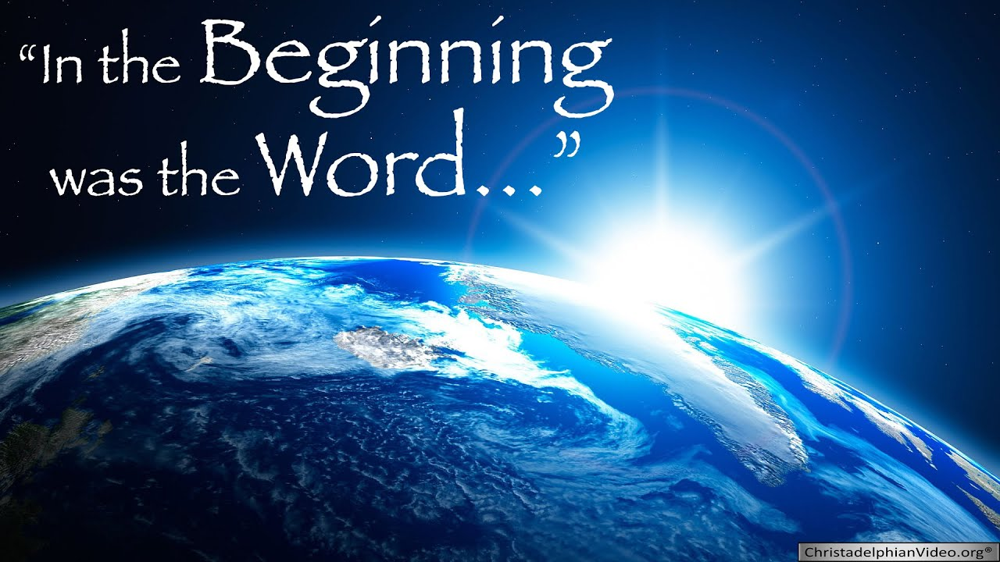 “In the Beginning
was the Word...”
ChristadelphianVideo.org®